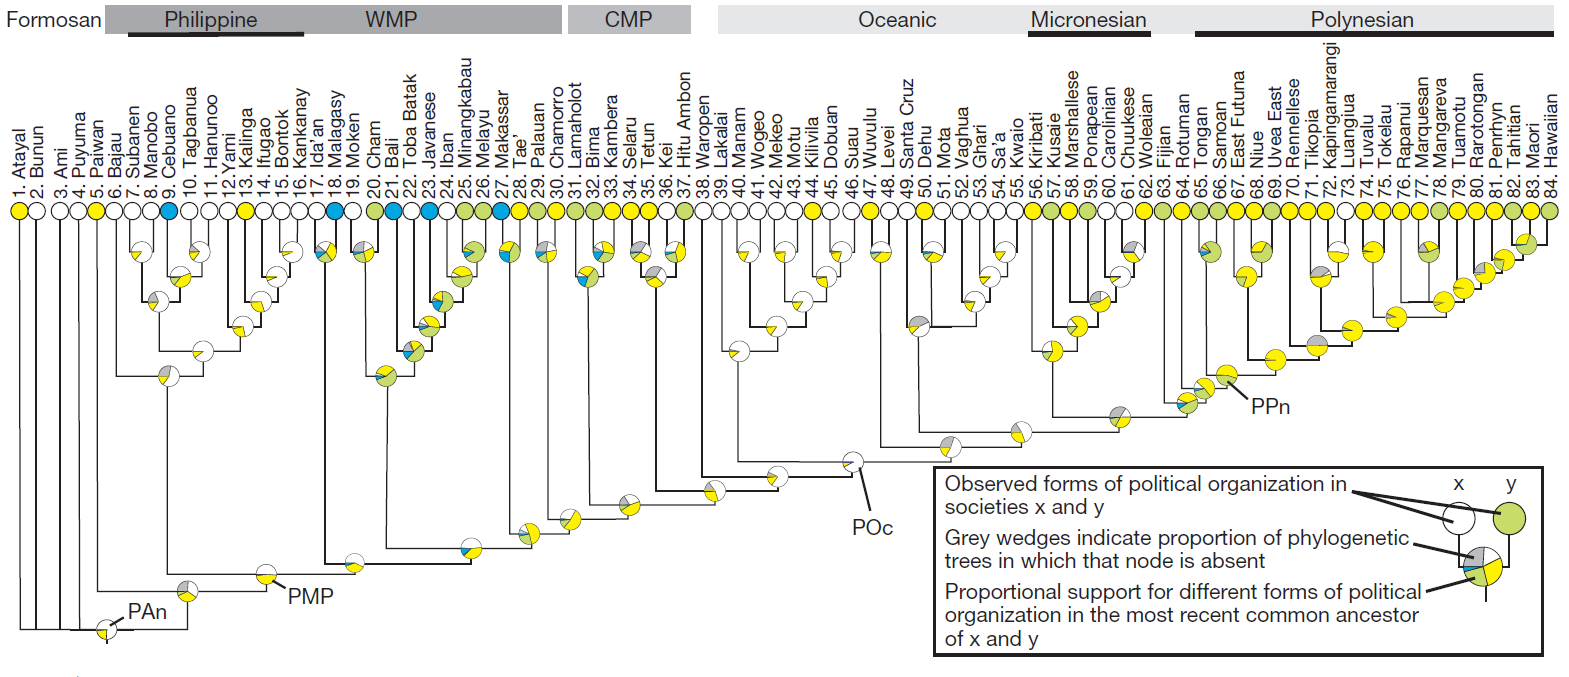 Formosan Philippine WMP CMP Oceanic Micronesian Polynesian
1. Atayal
2. Bunun
3. Ami
4. Puyuma
5. Paiwan
6. Bajau
7. Subanen
8. Manobo
9. Cebuano
10. Tagbanua
11. Hanunoo
12. Yami
13. Kalinga
14. Ifugao
15. Bontok
16. Kankanay
17. Ida'an
18. Malagasy
19. Moken
20. Cham
21. Bali
22. Toba Batak
23. Javanese
24. Iban
25. Minangkabau
26. Melayu
27. Makassar
28. Tae'
29. Palauan
30. Chamorro
31. Lamaholot
32. Bima
33. Kambera
34. Selaru
35. Tetun
36. Kei
37. Hitu Ambon
38. Waropen
39. Lakalai
40. Manam
41. Wogeo
42. Mekeo
43. Motu
44. Kilivila
45. Dobuan
46. Suau
47. Wuvulu
48. Levei
49. Santa Cruz
50. Dehu
51. Mota
52. Vaghua
53. Ghari
54. Sa'a
55. Kwaio
56. Kiribati
57. Kusaie
58. Marshallese
59. Ponapean
60. Carolinian
61. Chuukese
62. Woleaian
63. Fijian
64. Rotuman
65. Tongan
66. Samoan
67. East Futuna
68. Niue
69. Uvea East
70. Rennellese
71. Tikopia
72. Kapingamarangi
73. Luangiua
74. Tuvalu
75. Tokelau
76. Rapanui
77. Marquesan
78. Mangareva
79. Tuamotu
80. Rarotongan
81. Penrhyn
82. Tahitian
83. Maori
84. Hawaiian
PPn
POc
PMP
PAn
x y
Observed forms of political organization in
societies x and y
Grey wedges indicate proportion of phylogenetic
trees in which that node is absent
Proportional support for different forms of political
organization in the most recent common ancestor
of x and y